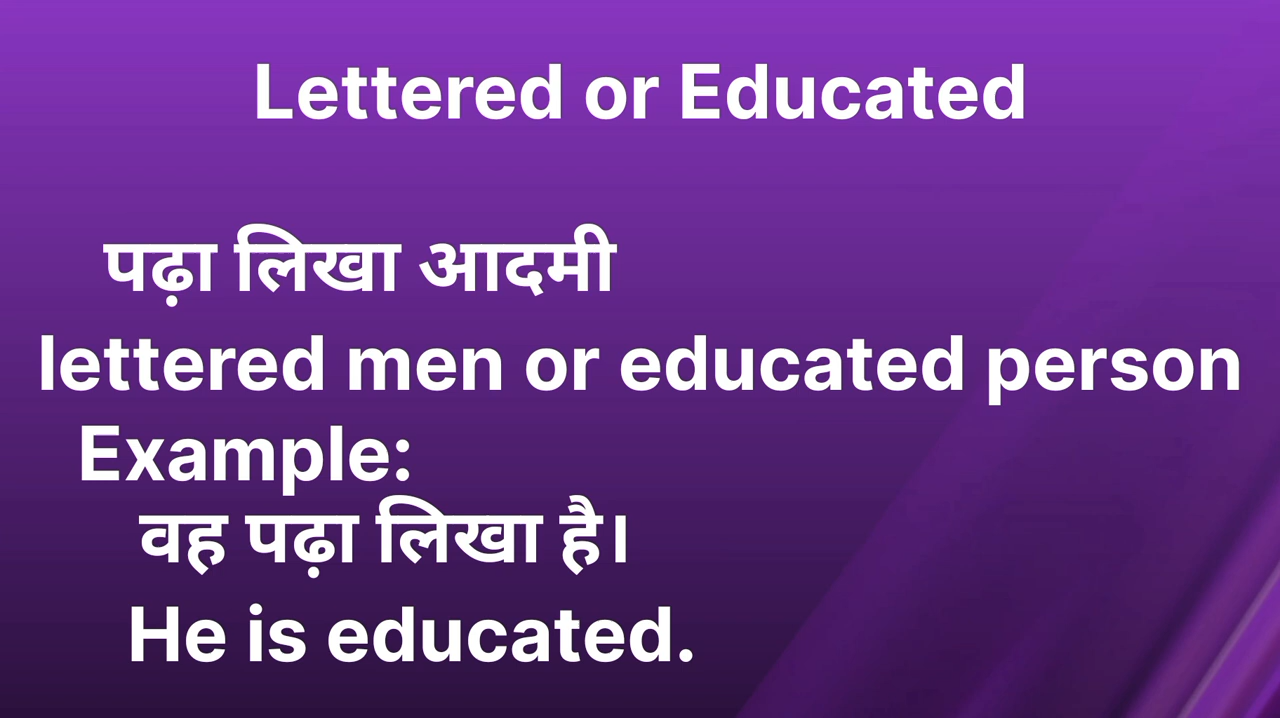 Lettered or Educated
पढ़ा लिखा आदमी
lettered men or educated person
Example:
वह पढ़ा लिखा है।
He is educated.